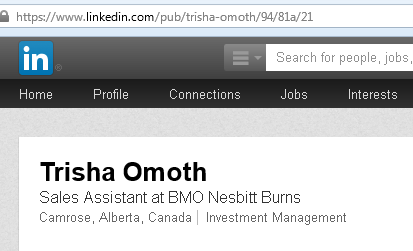 https://www.linkedin.com/pub/trisha-omoth/94/81a/21
in®
Search for people, jobs,
Home Profile Connections Jobs Interests
Trisha Omoth
Sales Assistant at BMO Nesbitt Burns
Camrose, Alberta, Canada | Investment Management